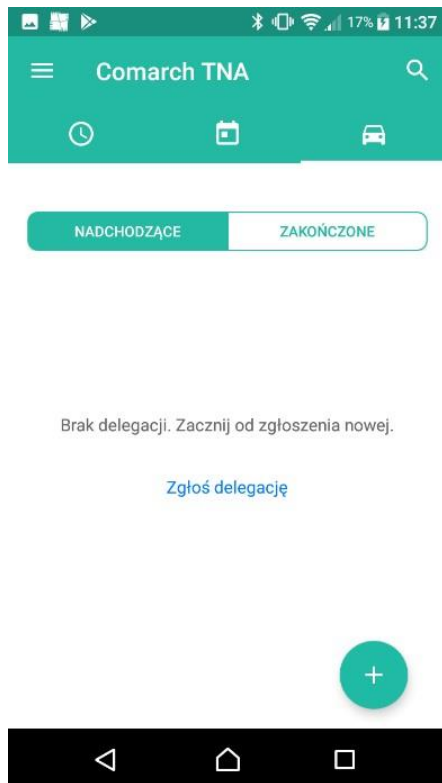 17% 11:37
Comarch TNA
NADCHODZĄCE ZAKOŃCZONE
Brak delegacji. Zacznij od zgłoszenia nowej.
Zgłoś delegację
+